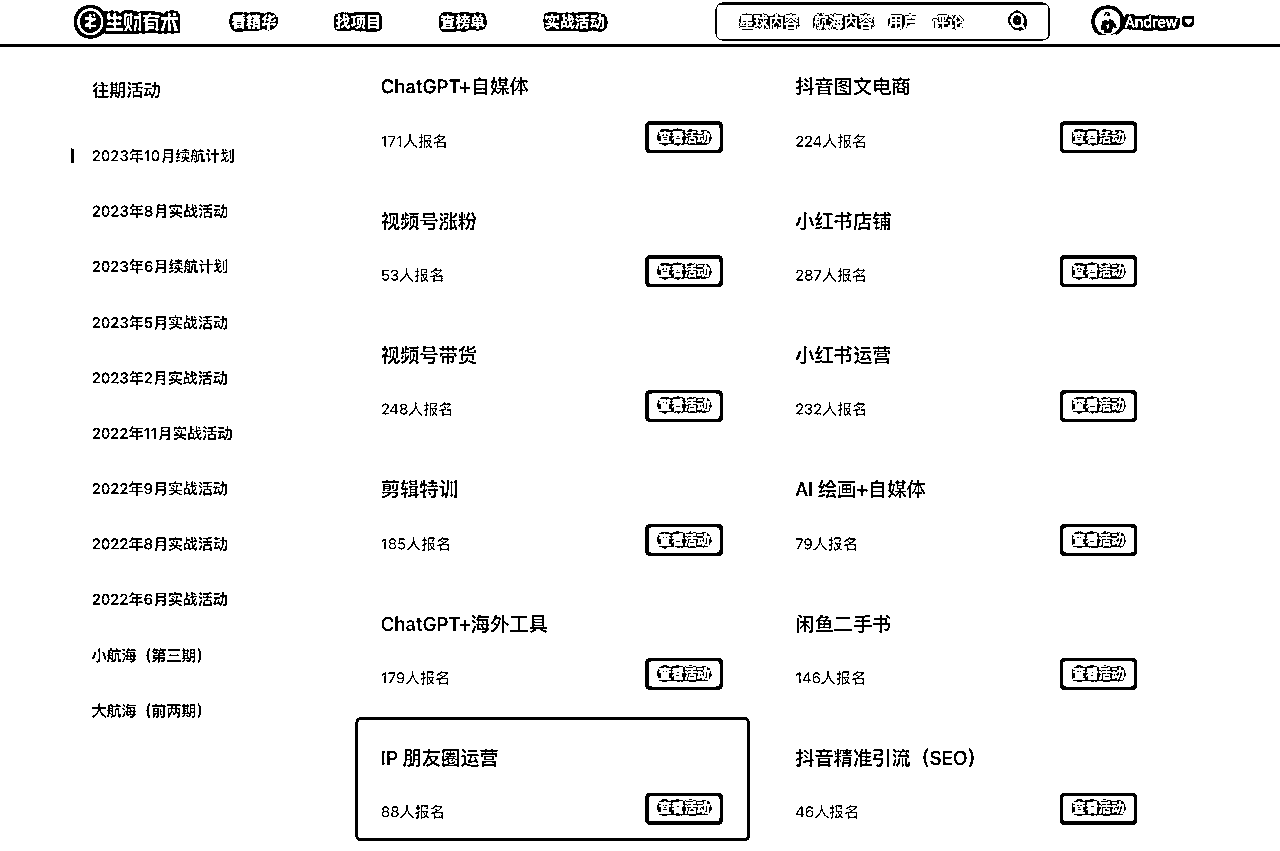 生财有术 看精华 找项目 查榜单 实战活动 星球内容 航海内容 用户 评论 Andrew
往期活动
2023年10月续航计划
2023年8月实战活动
2023年6月续航计划
2023年5月实战活动
2023年2月实战活动
2022年11月实战活动
2022年9月实战活动
2022年8月实战活动
2022年6月实战活动
小航海（第三期）
大航海（前两期）
ChatGPT+自媒体
171人报名 查看活动
抖音图文电商
224人报名 查看活动
视频号涨粉
53人报名 查看活动
小红书店铺
287人报名 查看活动
视频号带货
248人报名 查看活动
小红书运营
232人报名 查看活动
剪辑特训
185人报名 查看活动
AI 绘画+自媒体
79人报名 查看活动
ChatGPT+海外工具
179人报名 查看活动
闲鱼二手书
146人报名 查看活动
IP 朋友圈运营
88人报名 查看活动
抖音精准引流（SEO）
46人报名 查看活动